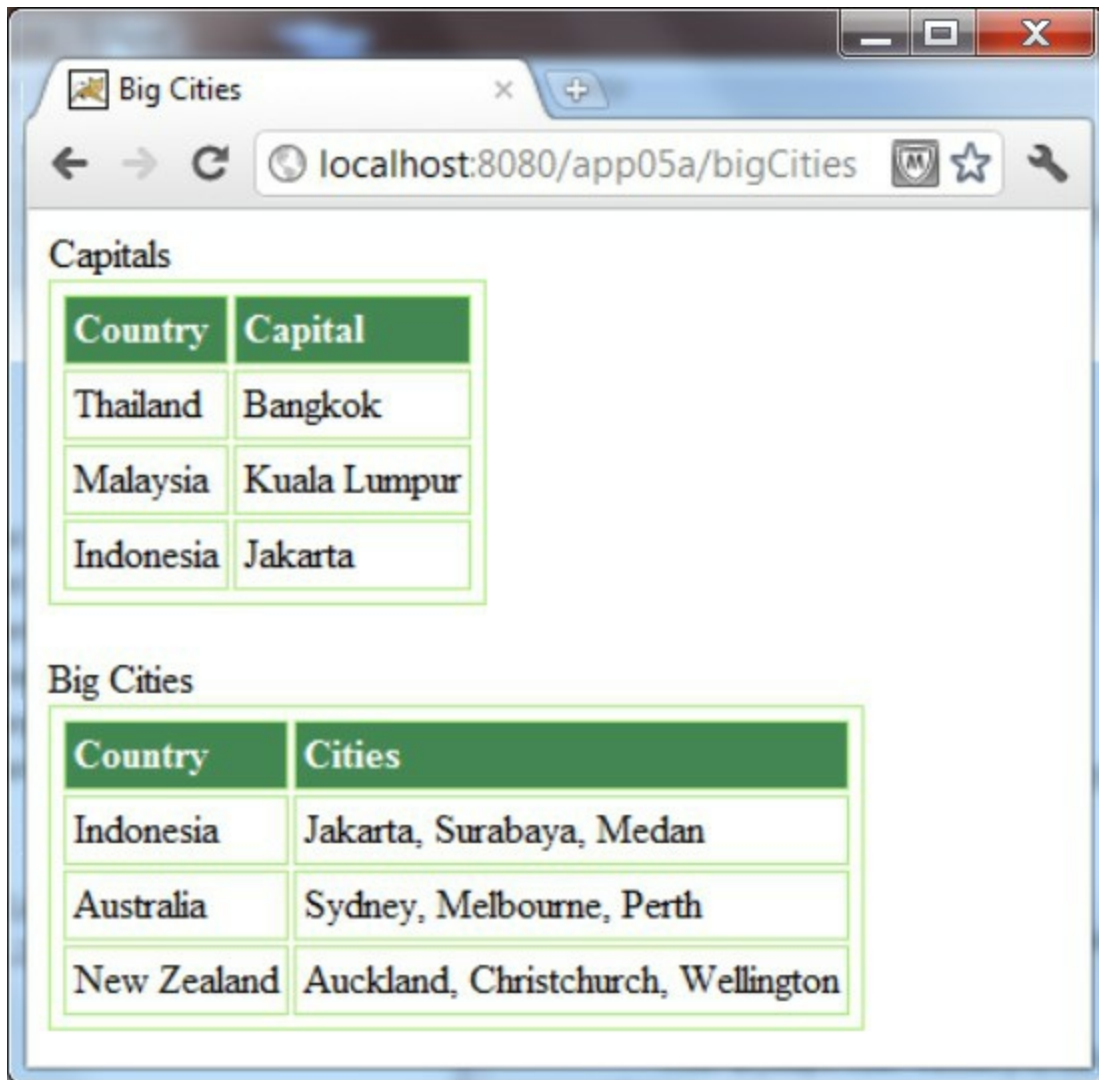 Big Cities
localhost:8080/app05a/bigCities
Capitals
Country Capital
Thailand Bangkok
Malaysia Kuala Lumpur
Indonesia Jakarta
Big Cities
Country Cities
Indonesia Jakarta, Surabaya, Medan
Australia Sydney, Melbourne, Perth
New Zealand Auckland, Christchurch, Wellington